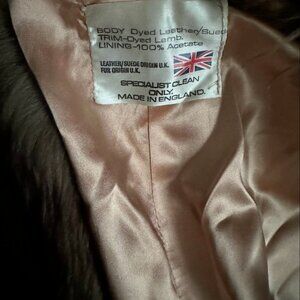 BODY Dyed Leather/Suede
TRIM-Dyed Lamb.
LINING-100% Acetate
LEATHER/SUEDE ORIGIN U.K.
FUR ORIGIN U.K.
SPECIALIST CLEAN
ONLY.
MADE IN ENGLAND.